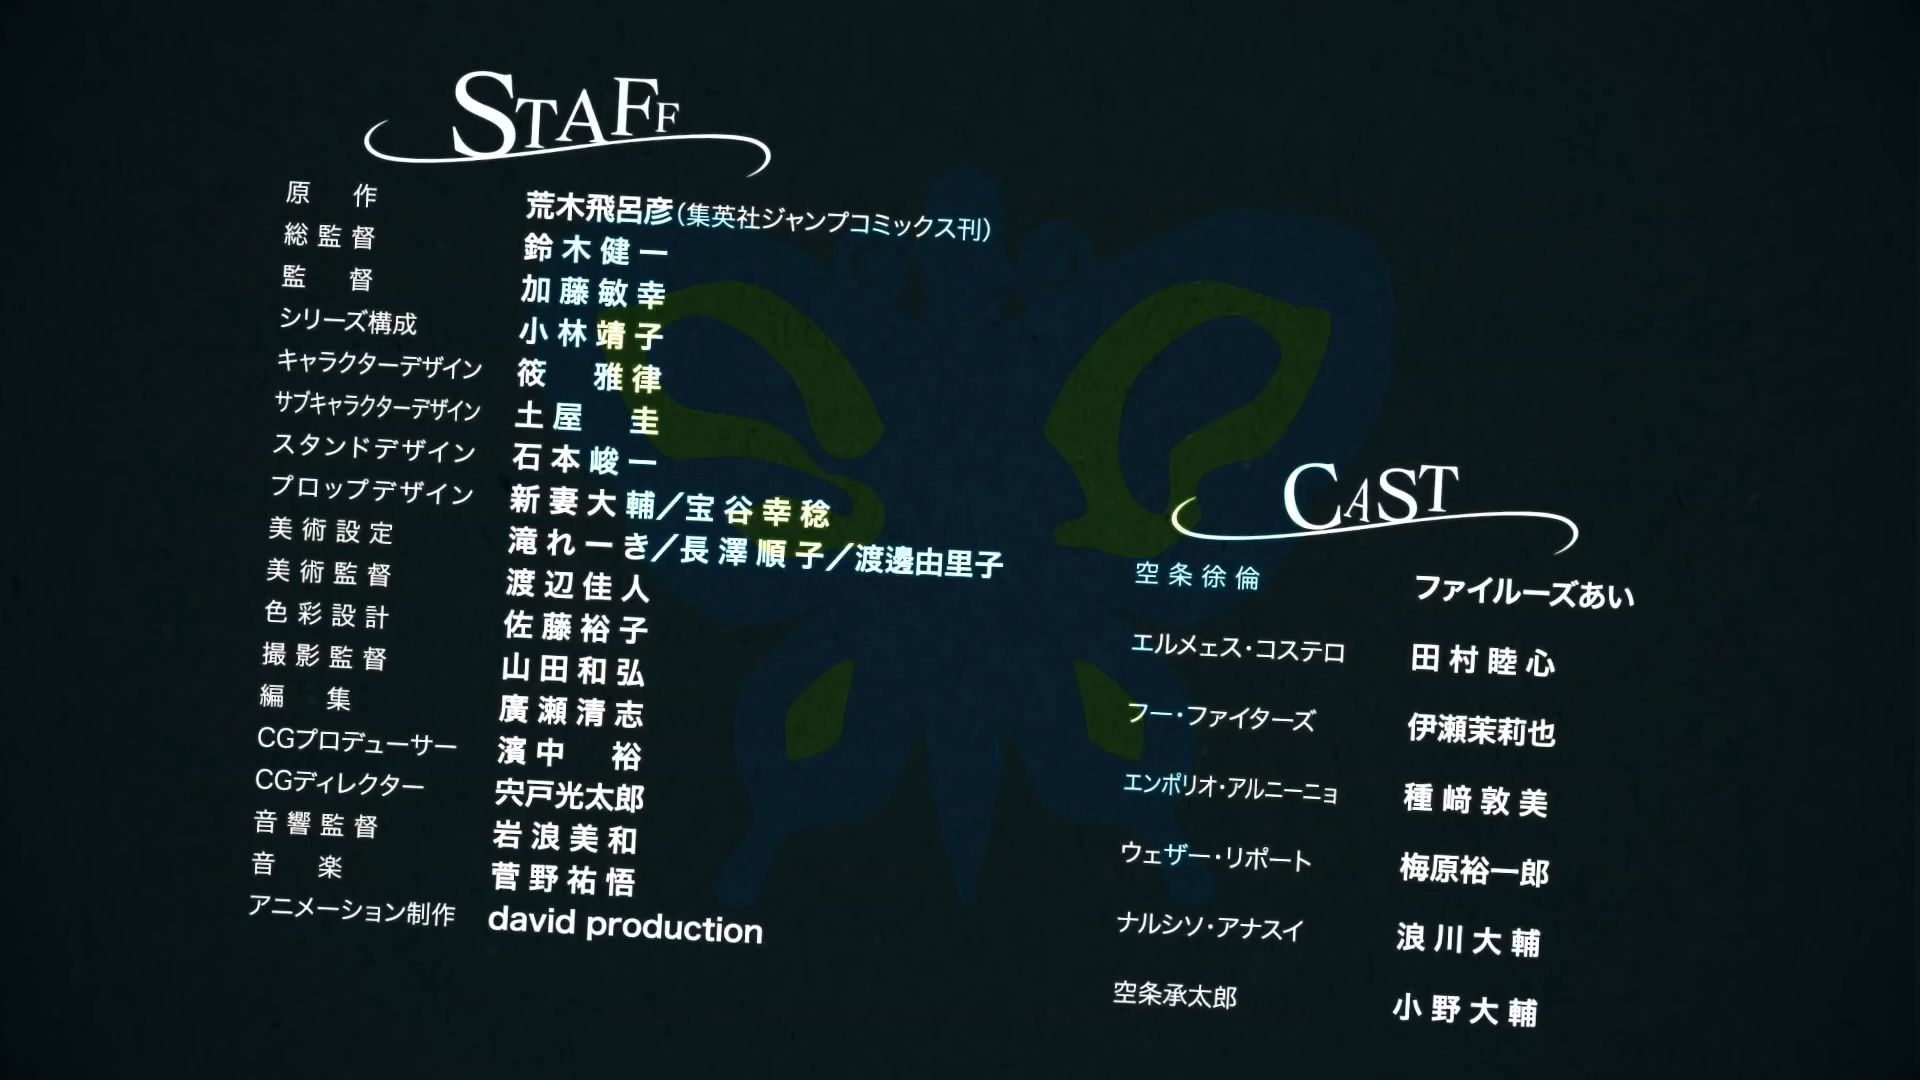 STAFF
原作 荒木飛呂彦(集英社ジャンプコミックス刊)
総監督 鈴木健一
監督 加藤敏幸
シリーズ構成 小林靖子
キャラクターデザイン 筱雅律
サブキャラクターデザイン 土屋圭
スタンドデザイン 石本峻一
プロップデザイン 新妻大輔／宝谷幸稔
美術設定 滝れーき／長澤順子／渡邊由里子
美術監督 渡辺佳人
色彩設計 佐藤裕子
撮影監督 山田和弘
編集 廣瀬清志
CGプロデューサー 濱中裕
CGディレクター 宍戸光太郎
音響監督 岩浪美和
音楽 菅野祐悟
アニメーション制作 david production
CAST
空条徐倫 ファイルーズあい
エルメェス・コステロ 田村睦心
フー・ファイターズ 伊瀬茉莉也
エンポリオ・アルニーニョ 種﨑敦美
ウェザー・リポート 梅原裕一郎
ナルシソ・アナスイ 浪川大輔
空条承太郎 小野大輔